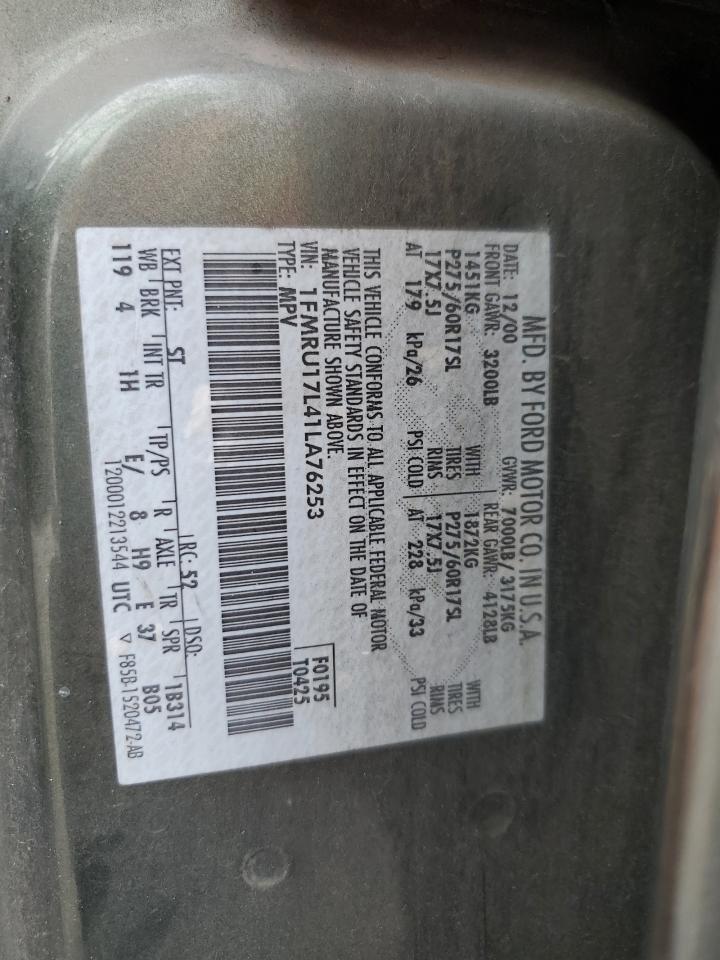 MFD. BY FORD MOTOR CO. IN U.S.A.
DATE: 12/00 GVWR: 7000LB/ 3175KG
FRONT GAWR: 3200LB REAR GAWR: 4128LB
1451KG WITH 1872KG WITH
P275/60R17SL TIRES P275/60R17SL TIRES
17X7.5J RIMS 17X7.5J RIMS
AT 179 kPa/26 PSI COLD AT 228 kPa/33 PSI COLD
THIS VEHICLE CONFORMS TO ALL APPLICABLE FEDERAL MOTOR
VEHICLE SAFETY STANDARDS IN EFFECT ON THE DATE OF
MANUFACTURE SHOWN ABOVE.
VIN: 1FMRU17L41LA76253 F0195
TYPE: MPV T0425
EXT PNT: ST RC: 52 DSO:
WB BRK INT TR TP/PS R AXLE TR SPR 1B314
119 4 1H E/ 8 H9 E 37 B05
1200012213544 UTC ▽ F85B-1520472-AB